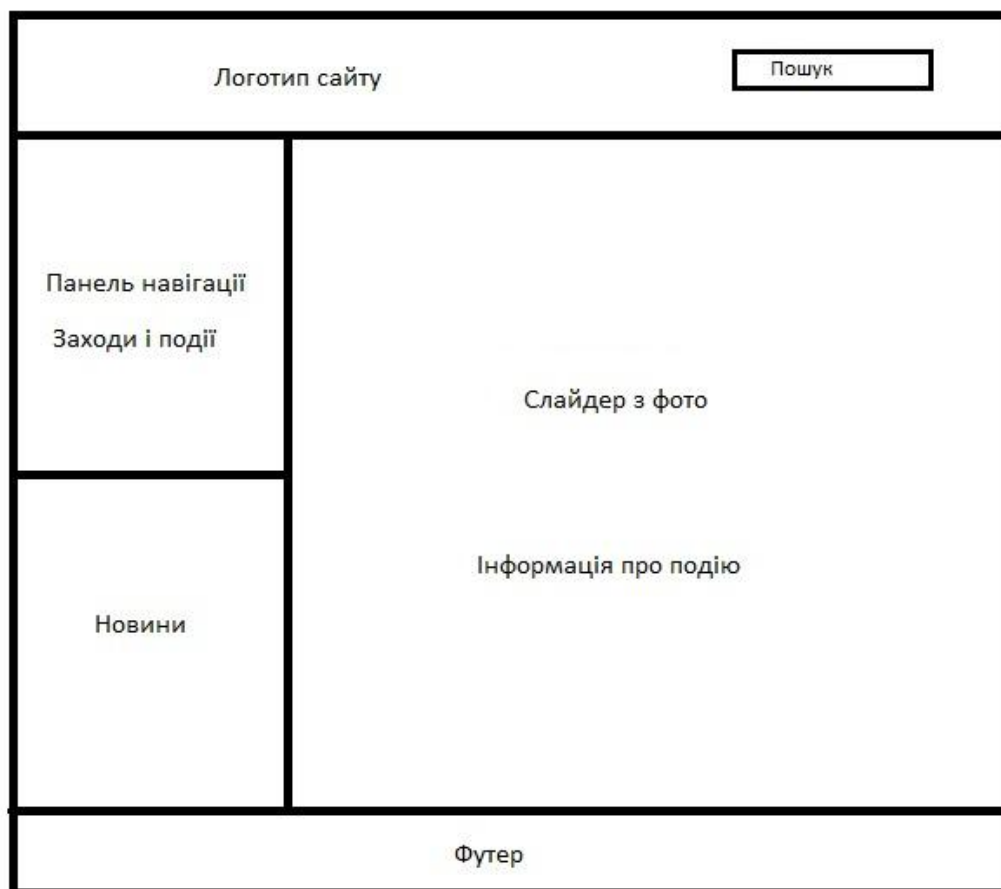 Логотип сайту
Пошук
Панель навігації
Заходи і події
Слайдер з фото
Інформація про подію
Новини
Футер